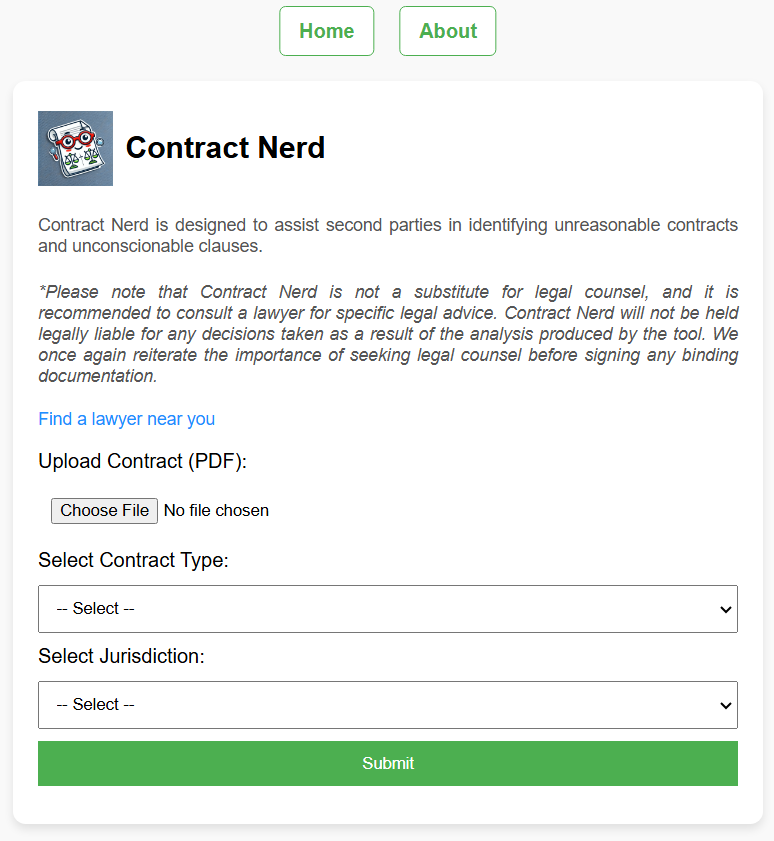 Home
About
Contract Nerd
Contract Nerd is designed to assist second parties in identifying unreasonable contracts
and unconscionable clauses.
*Please note that Contract Nerd is not a substitute for legal counsel, and it is
recommended to consult a lawyer for specific legal advice. Contract Nerd will not be held
legally liable for any decisions taken as a result of the analysis produced by the tool. We
once again reiterate the importance of seeking legal counsel before signing any binding
documentation.
Find a lawyer near you
Upload Contract (PDF):
Choose File No file chosen
Select Contract Type:
-- Select --
Select Jurisdiction:
-- Select --
Submit